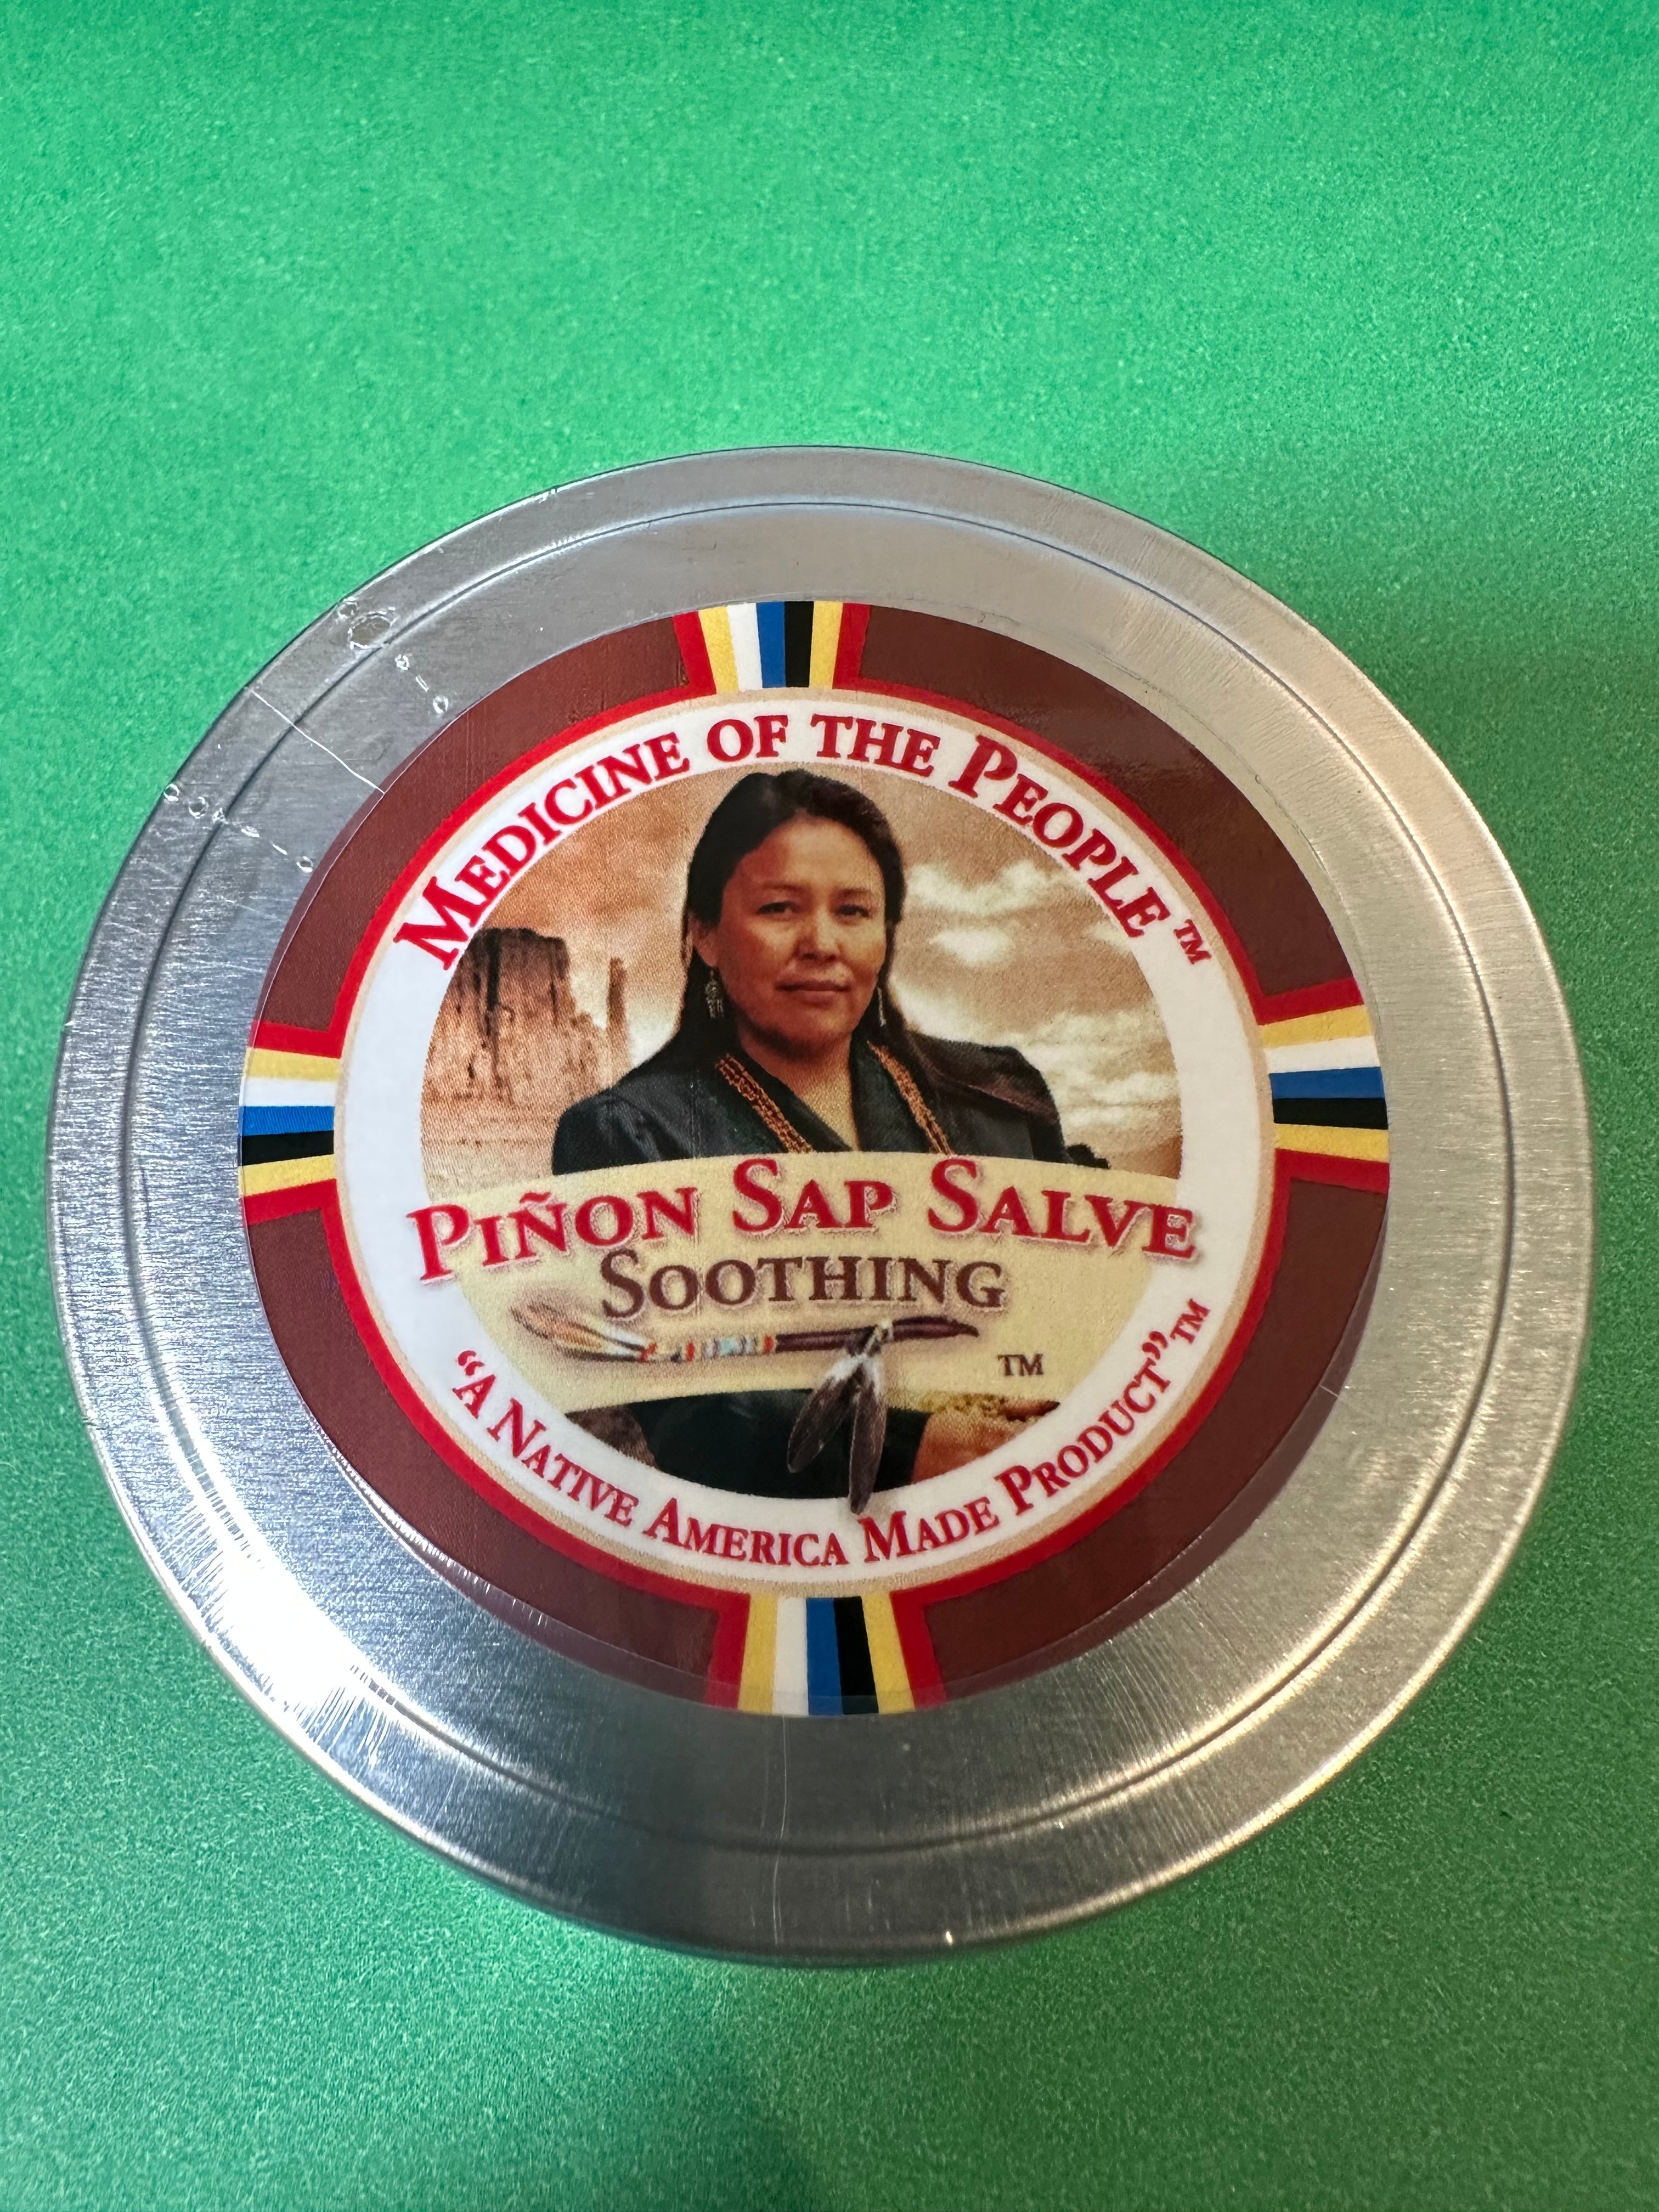 MEDICINE OF THE PEOPLE™
PIÑON SAP SALVE
SOOTHING
TM
“A NATIVE AMERICA MADE PRODUCT”™